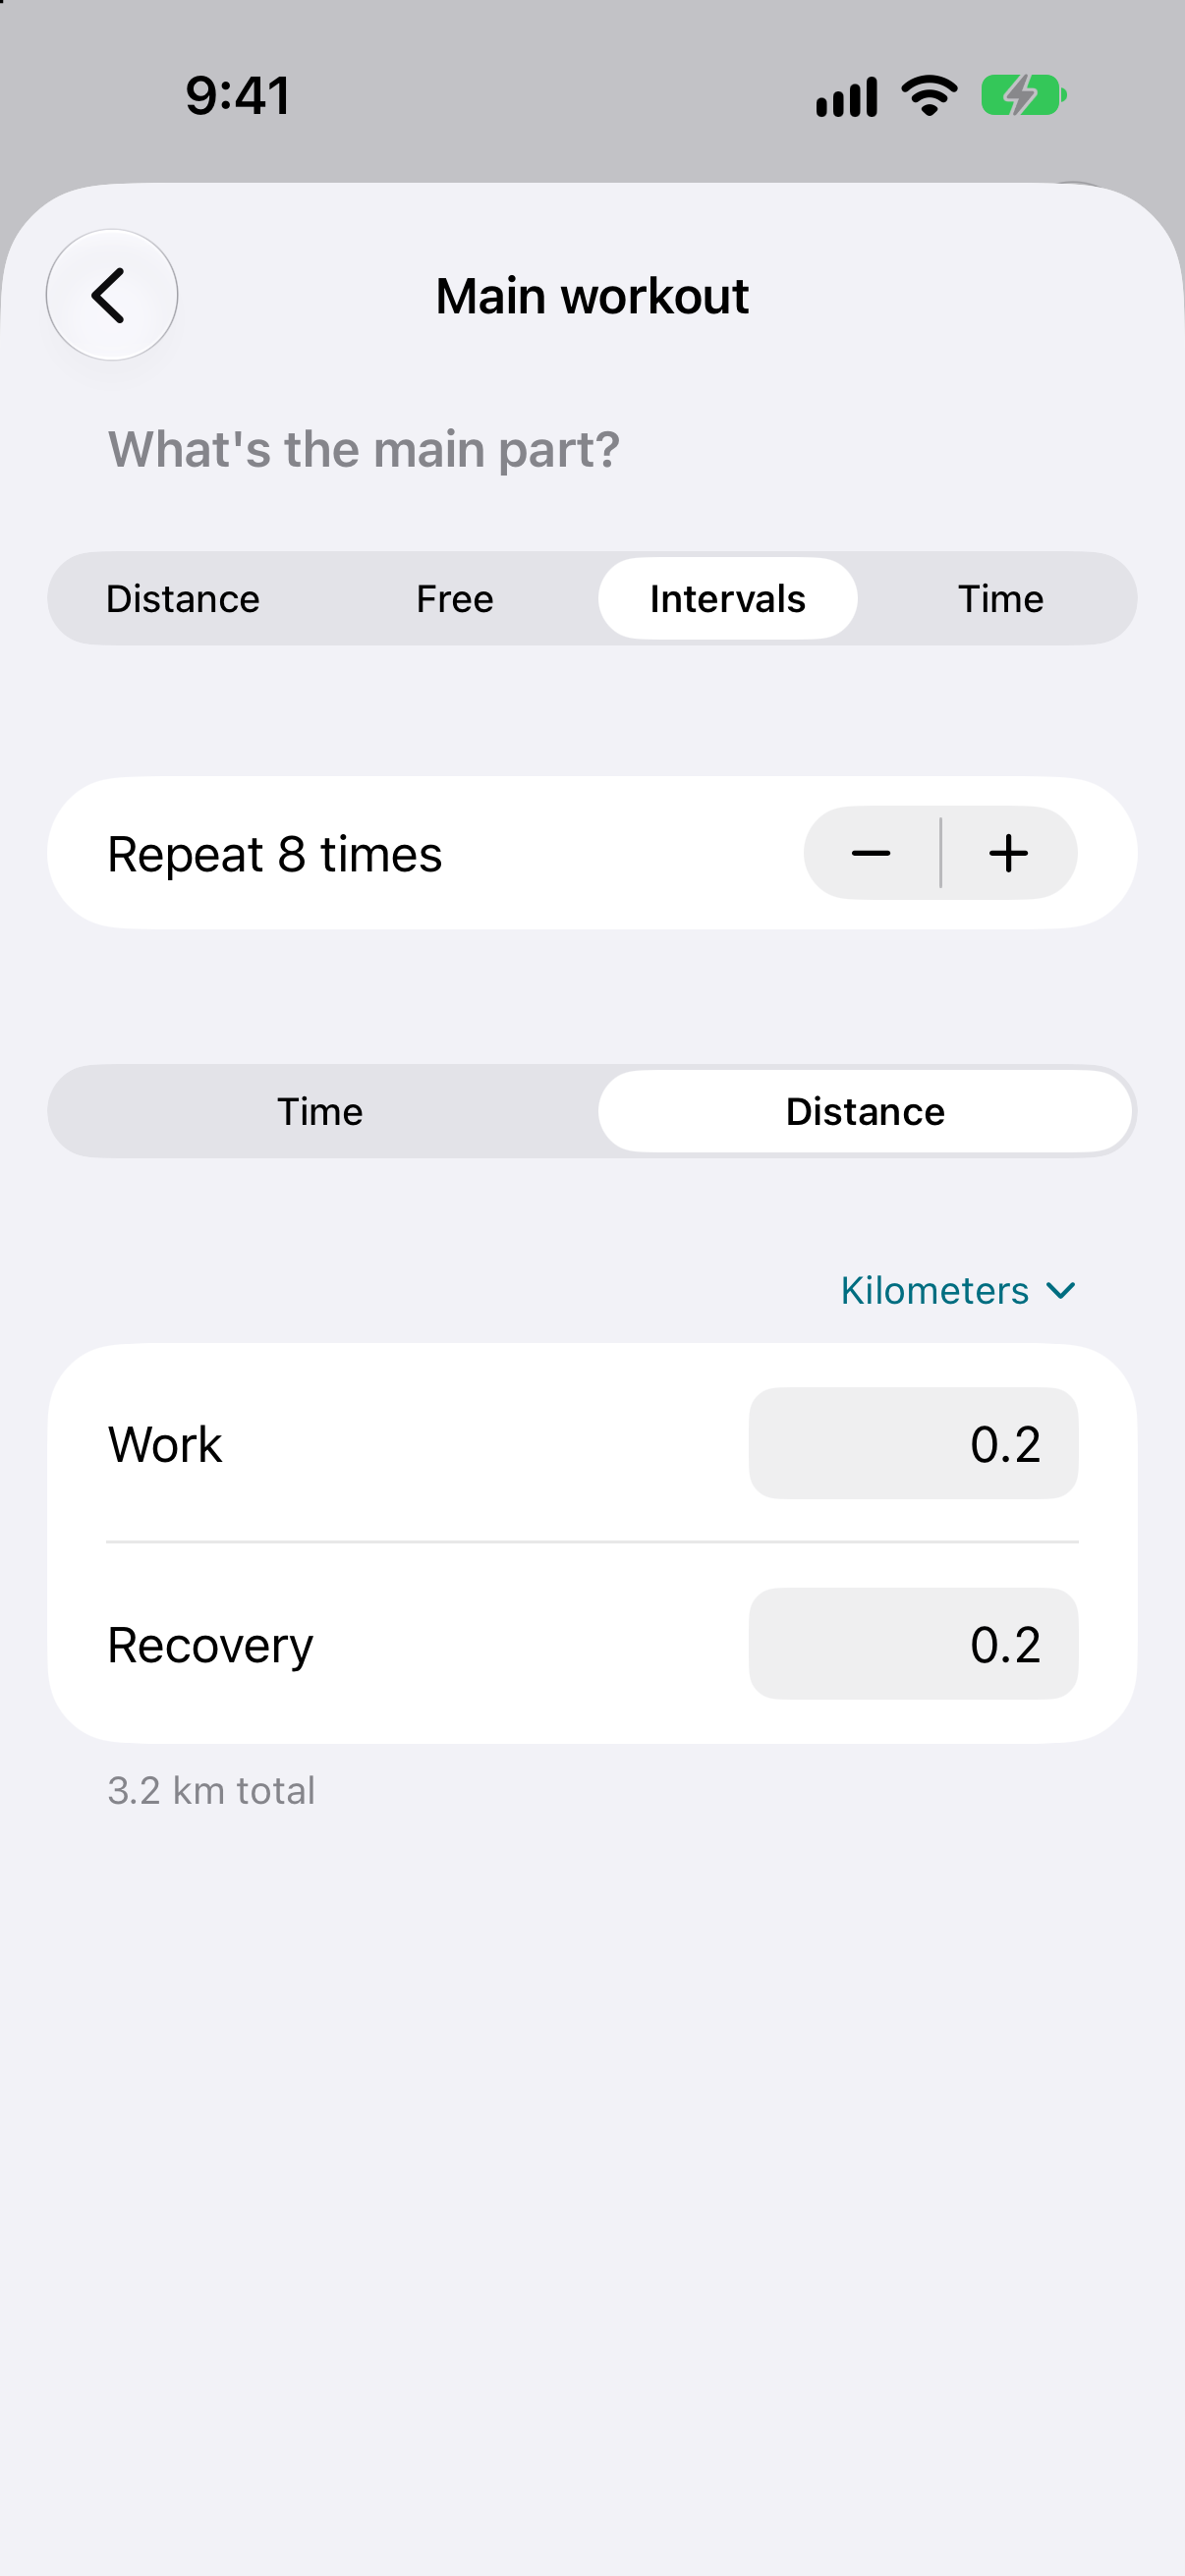 9:41
Main workout
What's the main part?
Distance Free Intervals Time
Repeat 8 times
Time Distance
Kilometers
Work 0.2
Recovery 0.2
3.2 km total